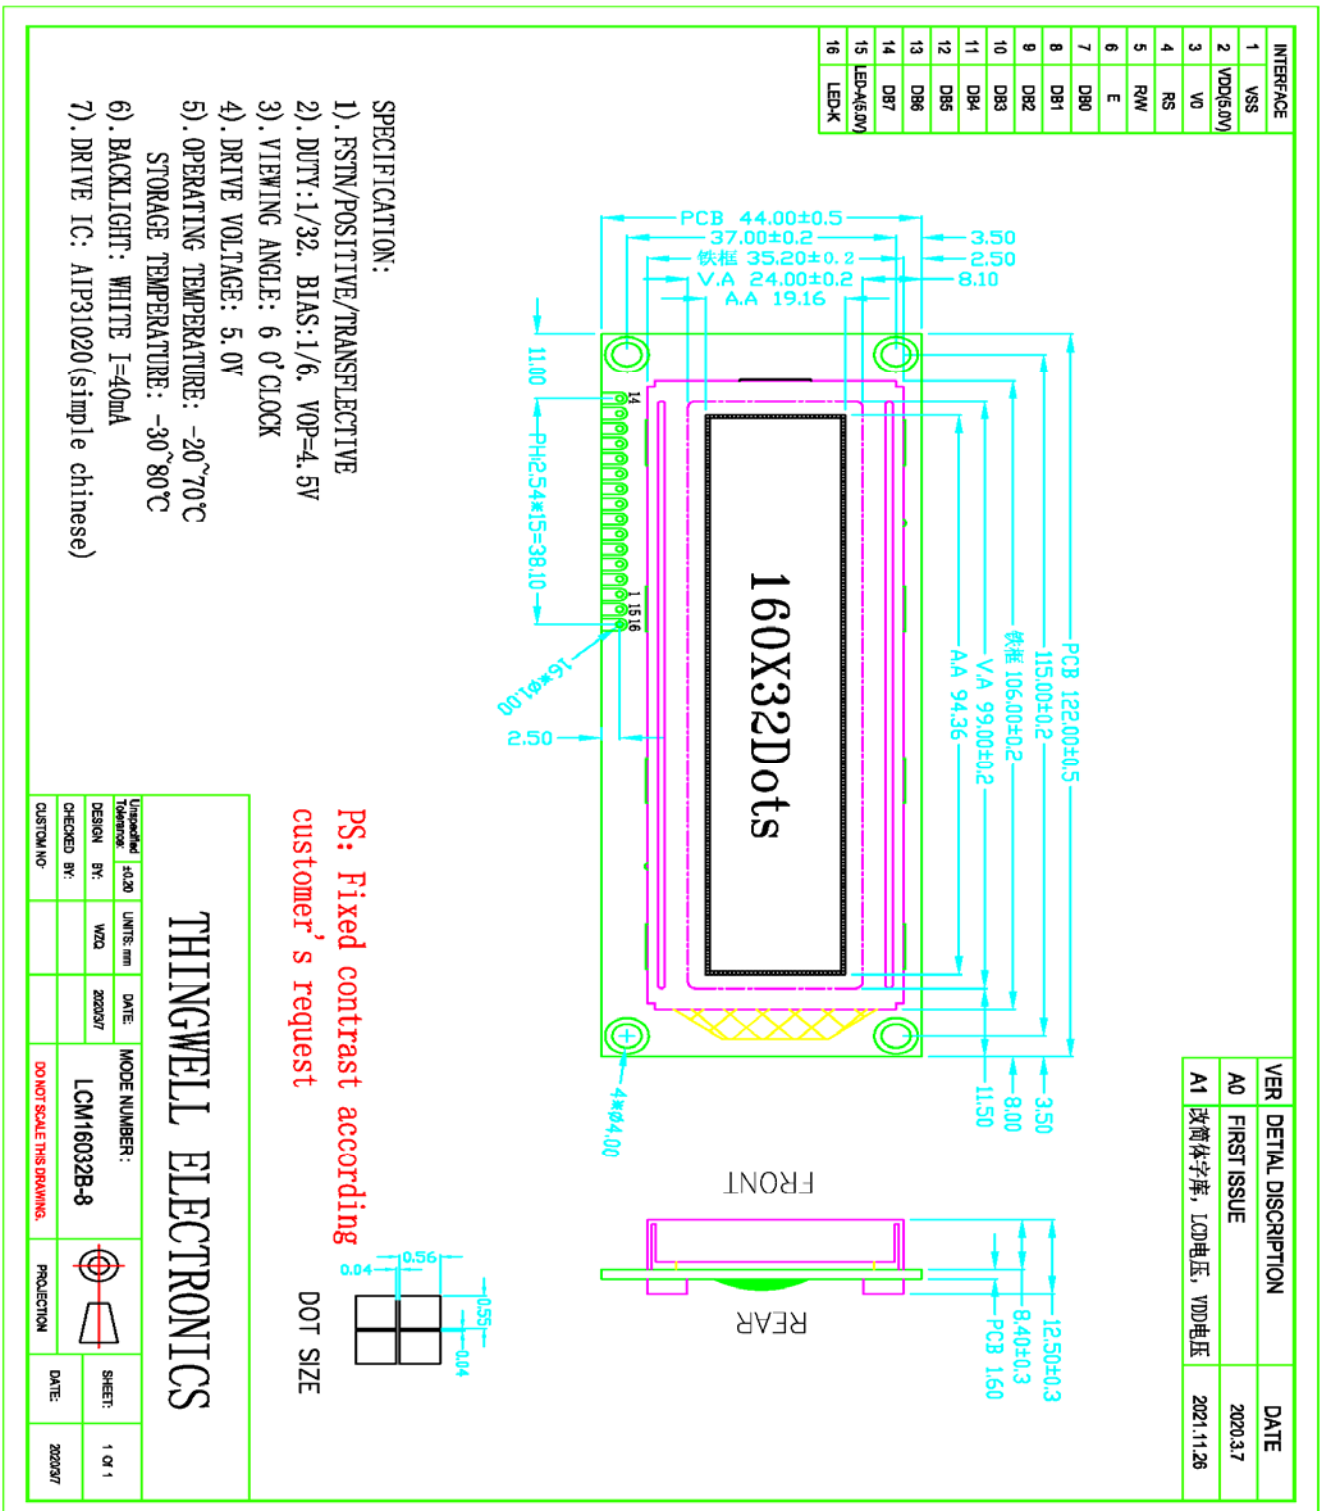 INTERFACE
1 VSS
2 VDD(5.0V)
3 V0
4 RS
5 R/W
6 E
7 DB0
8 DB1
9 DB2
10 DB3
11 DB4
12 DB5
13 DB6
14 DB7
15 LED-A(5.0V)
16 LED-K
VER DETIAL DISCRIPTION DATE
A0 FIRST ISSUE 2020.3.7
A1 改简体字库, LCD电压, VDD电压 2021.11.26
PCB 122.00±0.5
115.00±0.2
铁框 106.00±0.2
V.A 99.00±0.2
A.A 94.36
3.50
8.00
11.50
PCB 44.00±0.5
37.00±0.2
铁框 35.20±0.2
V.A 24.00±0.2
A.A 19.16
3.50
2.50
8.10
160X32Dots
11.00
PH:2.54*15=38.10
14
1
15
16
16*φ1.00
2.50
4*φ4.00
FRONT
REAR
12.50±0.3
8.40±0.3
PCB 1.60
SPECIFICATION:
1).FSTN/POSITIVE/TRANSFLECTIVE
2).DUTY:1/32. BIAS:1/6. VOP=4.5V
3).VIEWING ANGLE: 6 O'CLOCK
4).DRIVE VOLTAGE: 5.0V
5).OPERATING TEMPERATURE: -20~70℃
STORAGE TEMPERATURE: -30~80℃
6).BACKLIGHT: WHITE I=40mA
7).DRIVE IC: AIP31020(simple chinese)
PS: Fixed contrast according
customer's request
0.56
0.04
0.55
0.04
DOT SIZE
THINGWELL ELECTRONICS
Unspecified
Tolerance: ±0.20 UNITS: mm DATE:
DESIGN BY: WZQ 2020/3/7
CHECKED BY:
CUSTOM NO:
MODE NUMBER:
LCM16032B-8
DO NOT SCALE THIS DRAWING.
PROJECTION
SHEET: 1 OF 1
DATE: 2020/3/7